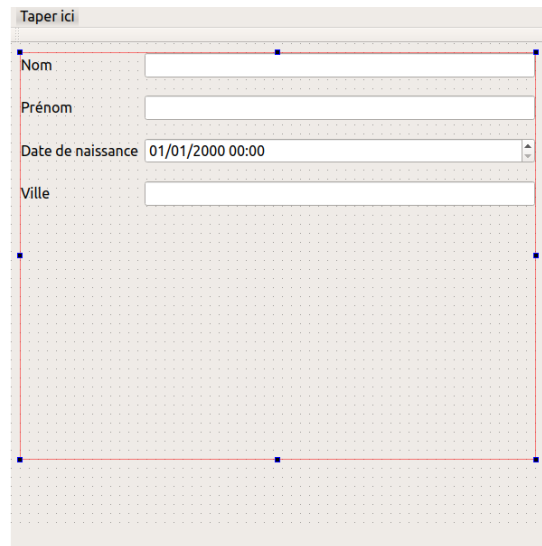 Taper ici
Nom
Prénom
Date de naissance 01/01/2000 00:00
Ville